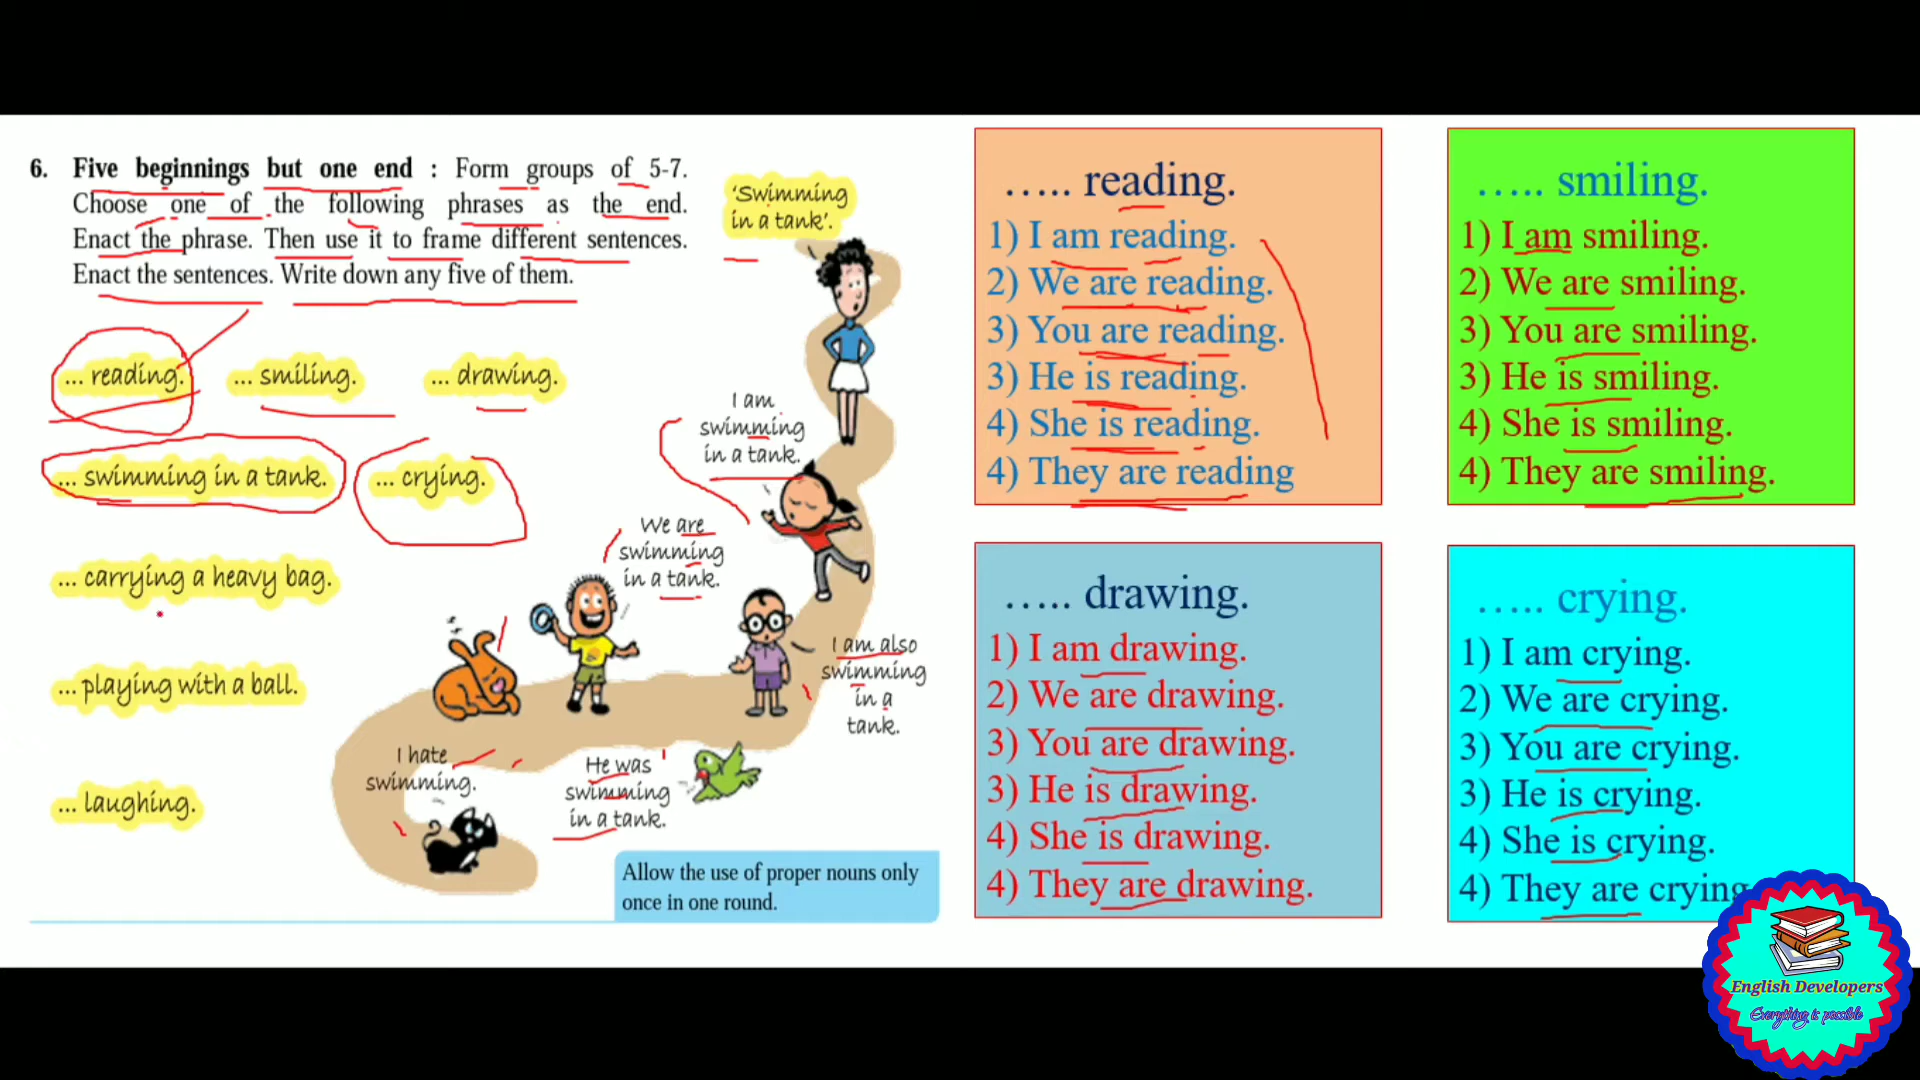 6. Five beginnings but one end : Form groups of 5-7.
Choose one of the following phrases as the end.
Enact the phrase. Then use it to frame different sentences.
Enact the sentences. Write down any five of them.
... reading.
... smiling.
... drawing.
... swimming in a tank.
... crying.
... carrying a heavy bag.
... playing with a ball.
... laughing.
‘Swimming
in a tank’.
I am
swimming
in a tank.
We are
swimming
in a tank.
I am also
swimming
in a
tank.
He was
swimming
in a tank.
I hate
swimming.
Allow the use of proper nouns only
once in one round.
….. reading.
1) I am reading.
2) We are reading.
3) You are reading.
3) He is reading.
4) She is reading.
4) They are reading
….. smiling.
1) I am smiling.
2) We are smiling.
3) You are smiling.
3) He is smiling.
4) She is smiling.
4) They are smiling.
….. drawing.
1) I am drawing.
2) We are drawing.
3) You are drawing.
3) He is drawing.
4) She is drawing.
4) They are drawing.
….. crying.
1) I am crying.
2) We are crying.
3) You are crying.
3) He is crying.
4) She is crying.
4) They are crying
English Developers
Everything is possible